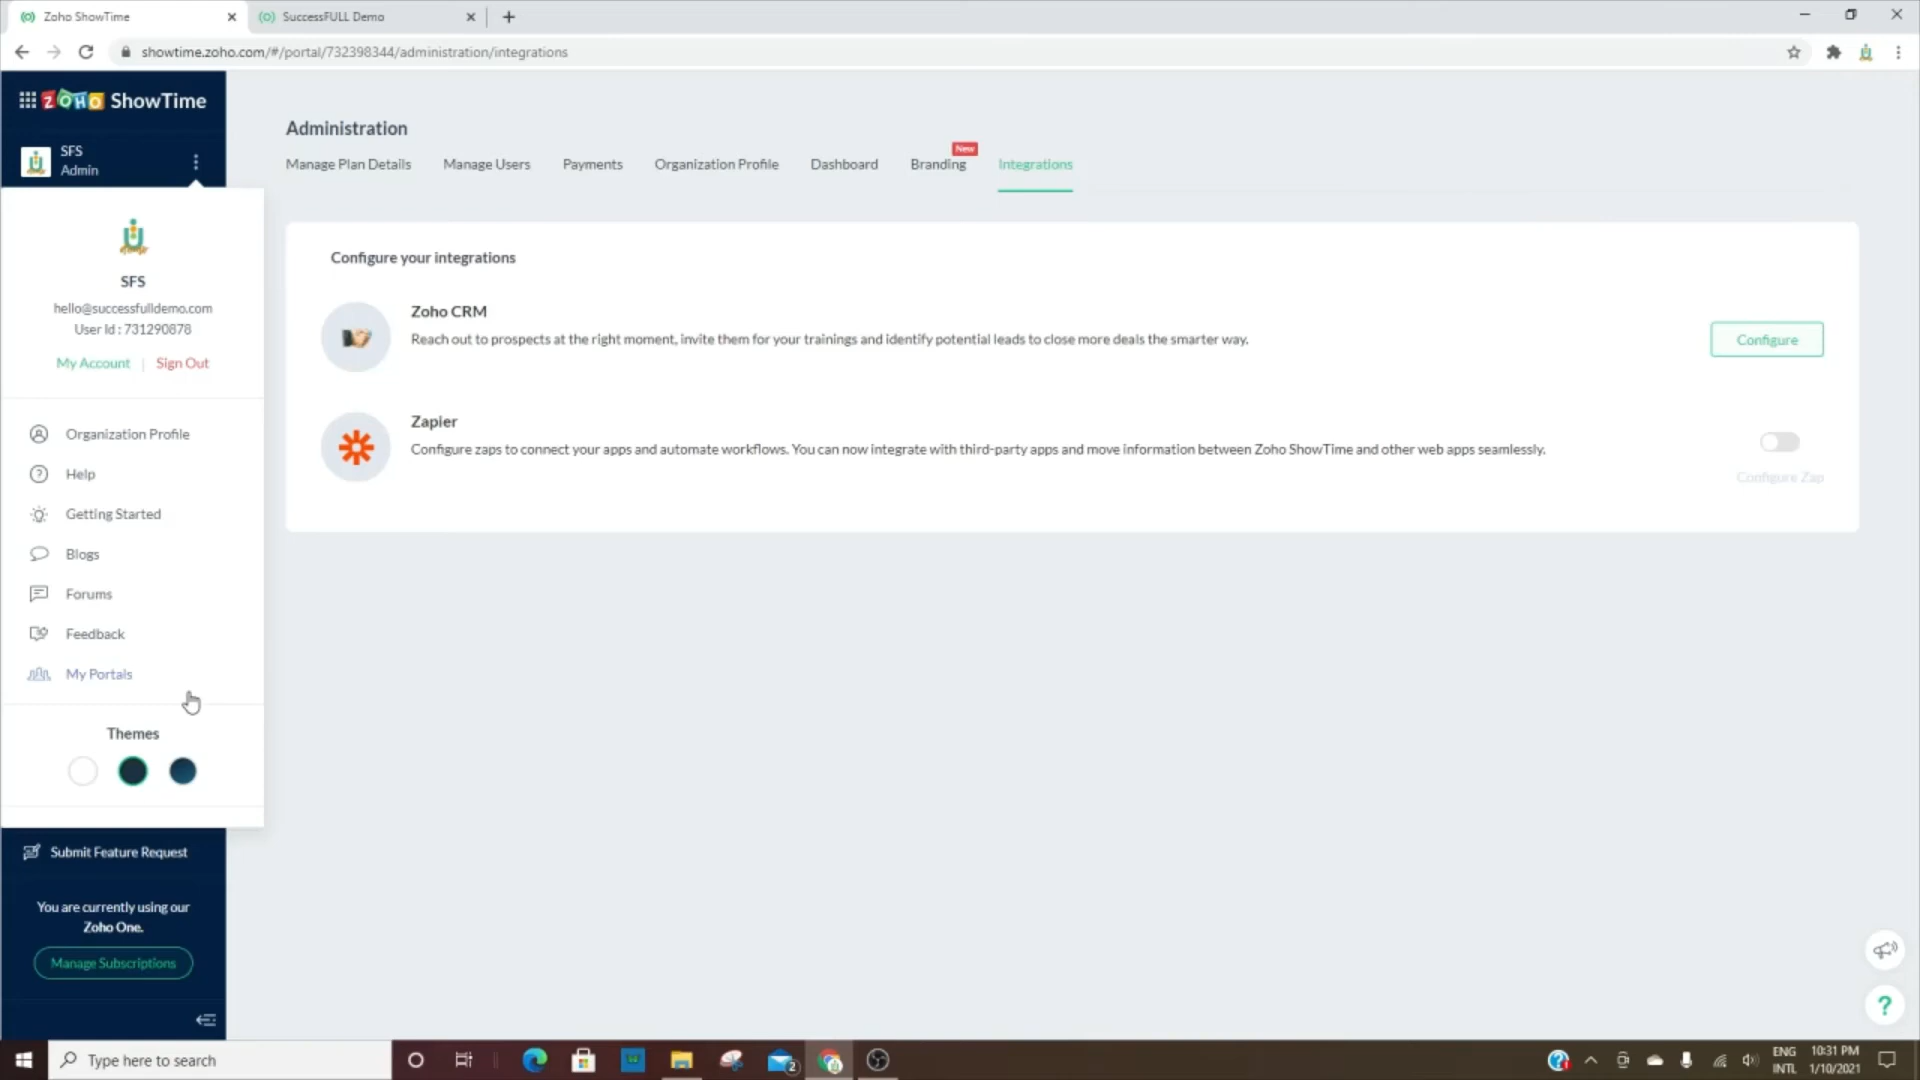 Zoho ShowTime
SuccessFULL Demo
showtime.zoho.com/#/portal/732398344/administration/integrations
ZOHO ShowTime
SFS
Admin
SFS
hello@successfulldemo.com
User Id : 731290878
My Account | Sign Out
Organization Profile
Help
Getting Started
Blogs
Forums
Feedback
My Portals
Themes
Submit Feature Request
You are currently using our
Zoho One.
Manage Subscriptions
Administration
Manage Plan Details
Manage Users
Payments
Organization Profile
Dashboard
Branding
New
Integrations
Configure your integrations
Zoho CRM
Reach out to prospects at the right moment, invite them for your trainings and identify potential leads to close more deals the smarter way.
Configure
Zapier
Configure zaps to connect your apps and automate workflows. You can now integrate with third-party apps and move information between Zoho ShowTime and other web apps seamlessly.
Configure Zap
?
Type here to search
2
ENG
INTL
10:31 PM
1/10/2021